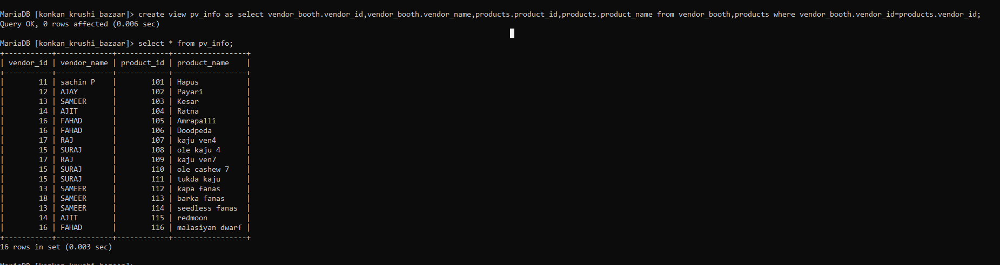 MariaDB [konkan_krushi_bazaar]> create view pv_info as select vendor_booth.vendor_id,vendor_booth.vendor_name,products.product_id,products.product_name from vendor_booth,products where vendor_booth.vendor_id=products.vendor_id;
Query OK, 0 rows affected (0.006 sec)
MariaDB [konkan_krushi_bazaar]> select * from pv_info;
+-----------+-------------+------------+-----------------+
| vendor_id | vendor_name | product_id | product_name    |
+-----------+-------------+------------+-----------------+
|        11 | sachin P    |        101 | Hapus           |
|        12 | AJAY        |        102 | Payari          |
|        13 | SAMEER      |        103 | Kesar           |
|        14 | AJIT        |        104 | Ratna           |
|        16 | FAHAD       |        105 | Amrapalli       |
|        16 | FAHAD       |        106 | Doodpeda        |
|        17 | RAJ         |        107 | kaju ven4       |
|        15 | SURAJ       |        108 | ole kaju 4      |
|        17 | RAJ         |        109 | kaju ven7       |
|        15 | SURAJ       |        110 | ole cashew 7    |
|        15 | SURAJ       |        111 | tukda kaju      |
|        13 | SAMEER      |        112 | kapa fanas      |
|        18 | SAMEER      |        113 | barka fanas     |
|        13 | SAMEER      |        114 | seedless fanas  |
|        14 | AJIT        |        115 | redmoon         |
|        16 | FAHAD       |        116 | malasiyan dwarf |
+-----------+-------------+------------+-----------------+
16 rows in set (0.003 sec)
MariaDB [konkan_krushi_bazaar]>